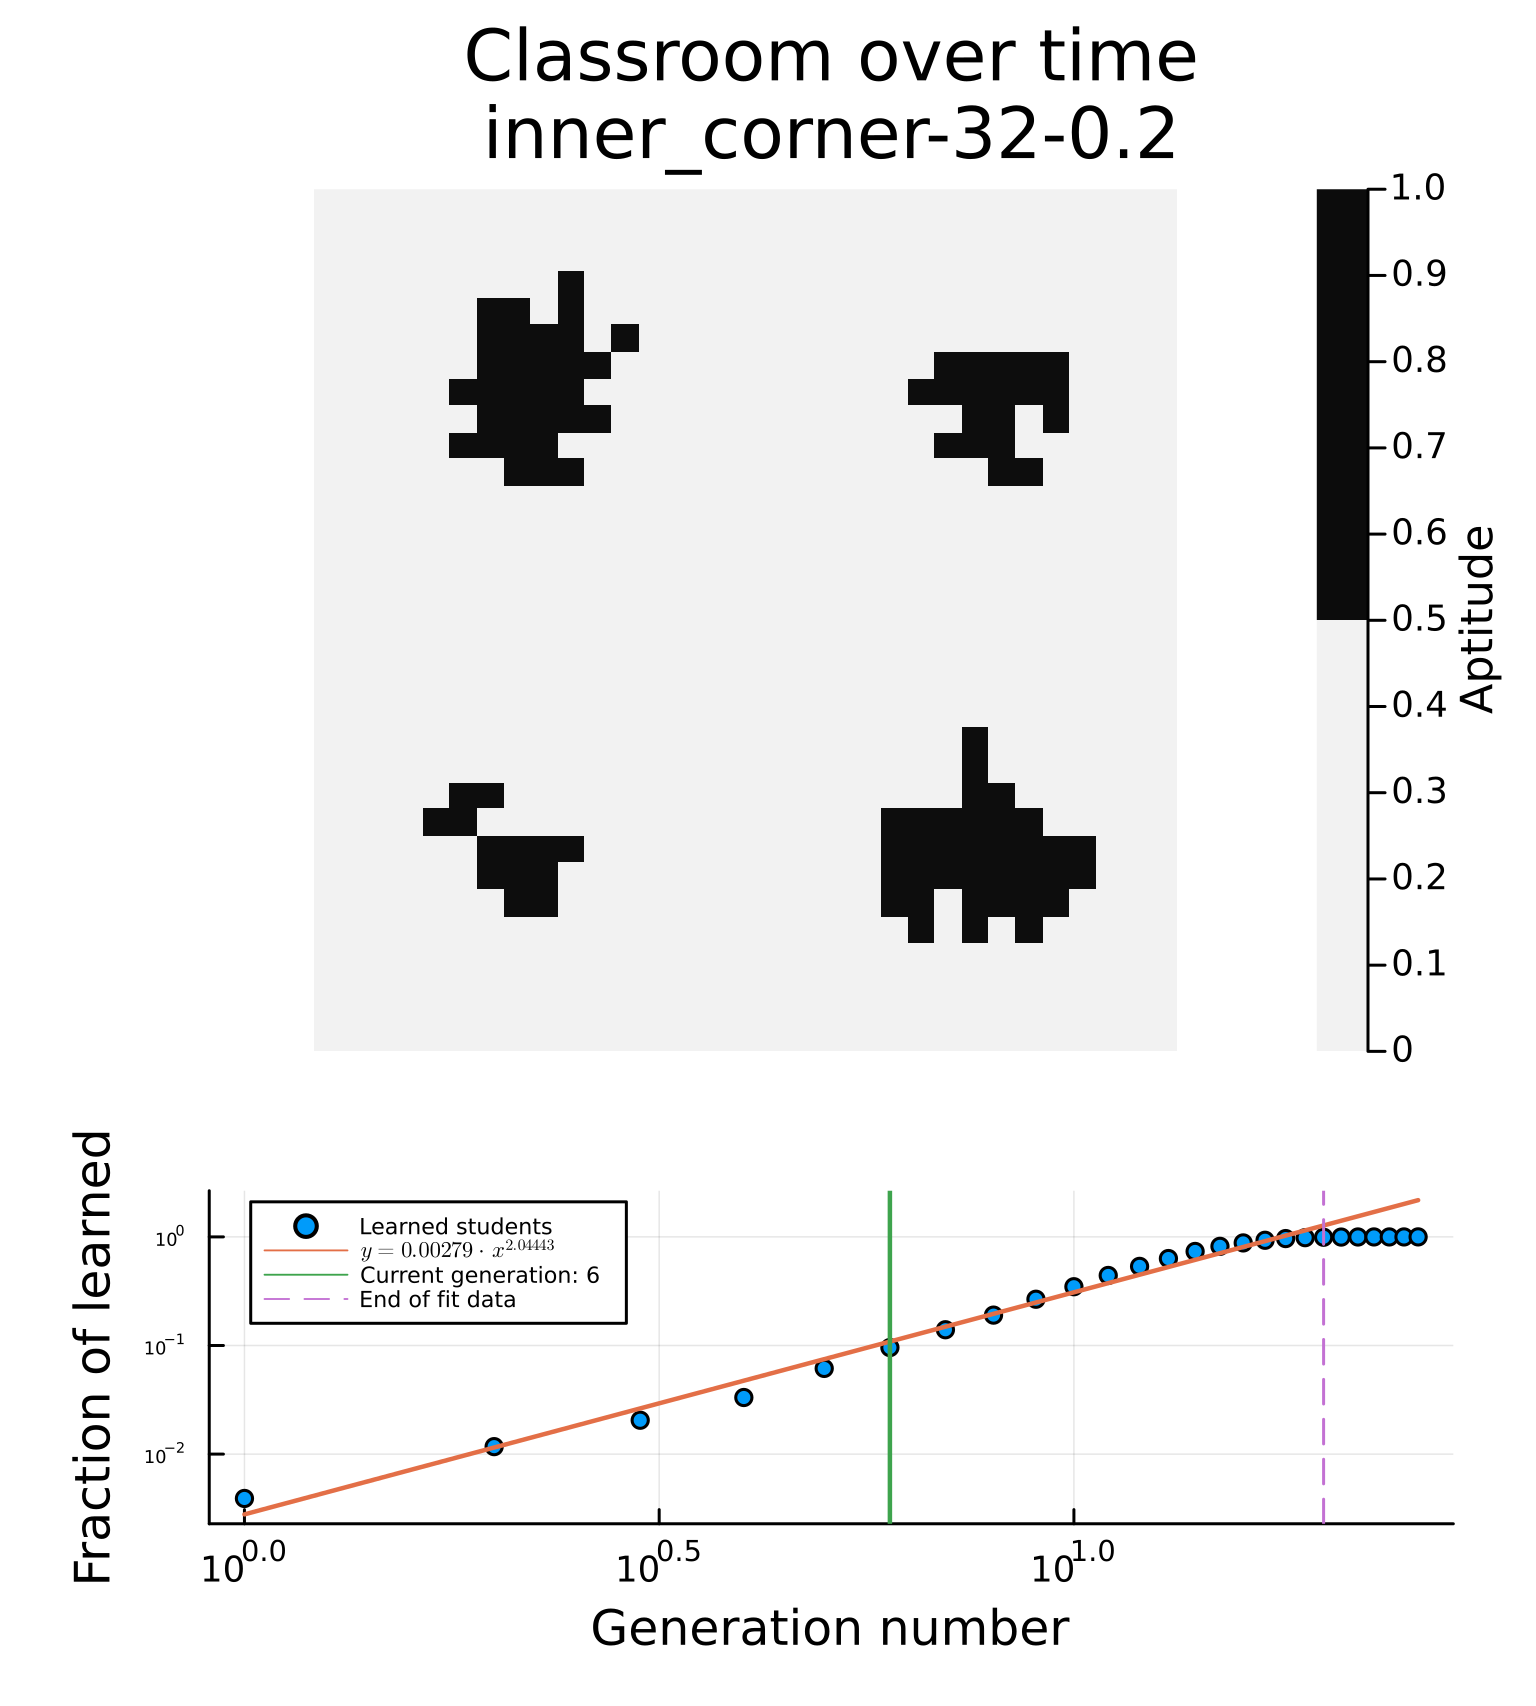 Classroom over time
inner_corner-32-0.2
1.0
0.9
0.8
0.7
0.6
0.5
0.4
0.3
0.2
0.1
0
Aptitude
Fraction of learned
10⁰
10⁻¹
10⁻²
Learned students
y = 0.00279 · x^2.04443
Current generation: 6
End of fit data
10^0.0
10^0.5
10^1.0
Generation number